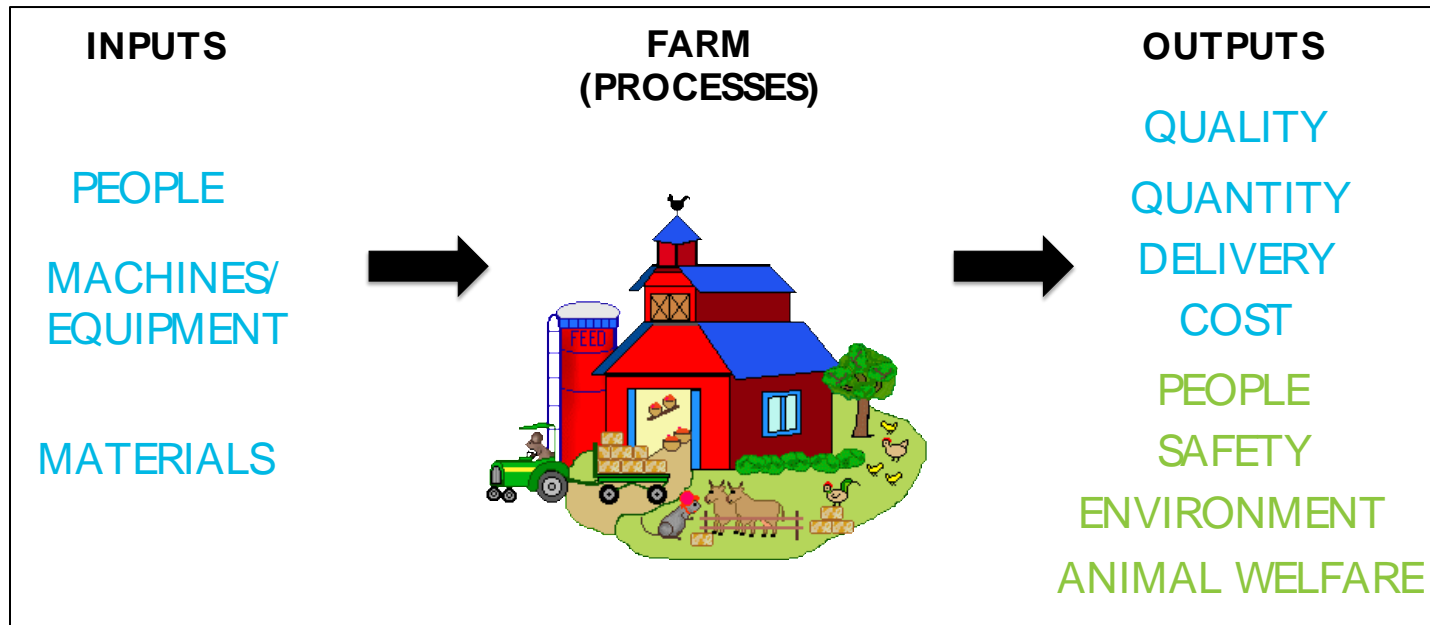 INPUTS
PEOPLE
MACHINES/
EQUIPMENT
MATERIALS
FARM
(PROCESSES)
FEED
OUTPUTS
QUALITY
QUANTITY
DELIVERY
COST
PEOPLE
SAFETY
ENVIRONMENT
ANIMAL WELFARE